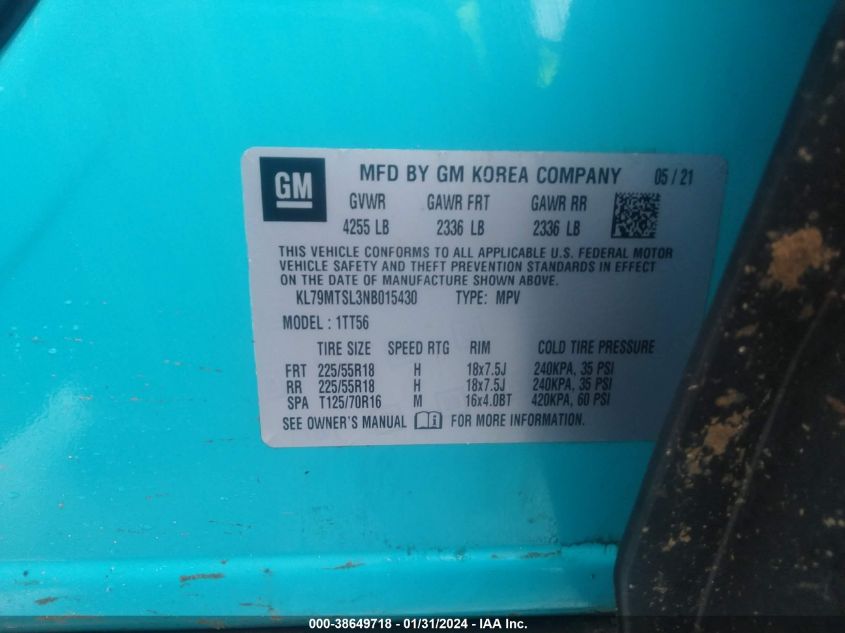 GM
MFD BY GM KOREA COMPANY 05 / 21
GVWR GAWR FRT GAWR RR
4255 LB 2336 LB 2336 LB
THIS VEHICLE CONFORMS TO ALL APPLICABLE U.S. FEDERAL MOTOR
VEHICLE SAFETY AND THEFT PREVENTION STANDARDS IN EFFECT
ON THE DATE OF MANUFACTURE SHOWN ABOVE.
KL79MTSL3NB015430 TYPE: MPV
MODEL : 1TT56
TIRE SIZE SPEED RTG RIM COLD TIRE PRESSURE
FRT 225/55R18 H 18x7.5J 240KPA, 35 PSI
RR 225/55R18 H 18x7.5J 240KPA, 35 PSI
SPA T125/70R16 M 16x4.0BT 420KPA, 60 PSI
SEE OWNER'S MANUAL FOR MORE INFORMATION.
000-38649718 - 01/31/2024 - IAA Inc.